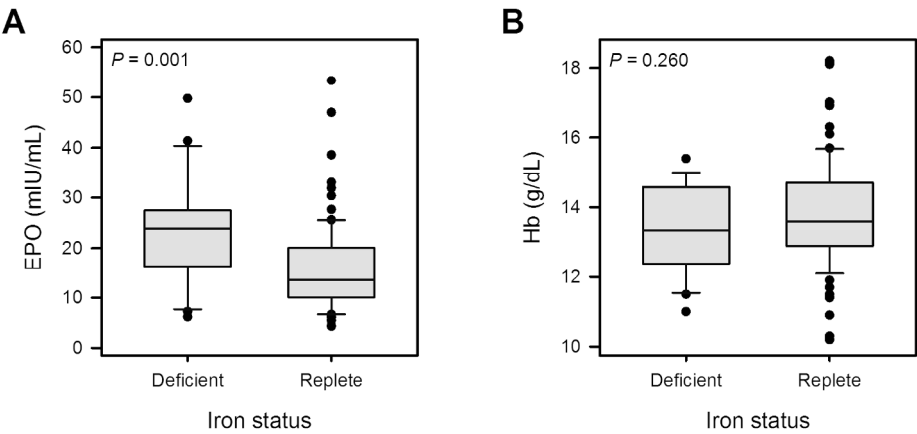 A
P = 0.001
EPO (mIU/mL)
60
50
40
30
20
10
0
Deficient
Replete
Iron status
B
P = 0.260
Hb (g/dL)
18
16
14
12
10
Deficient
Replete
Iron status